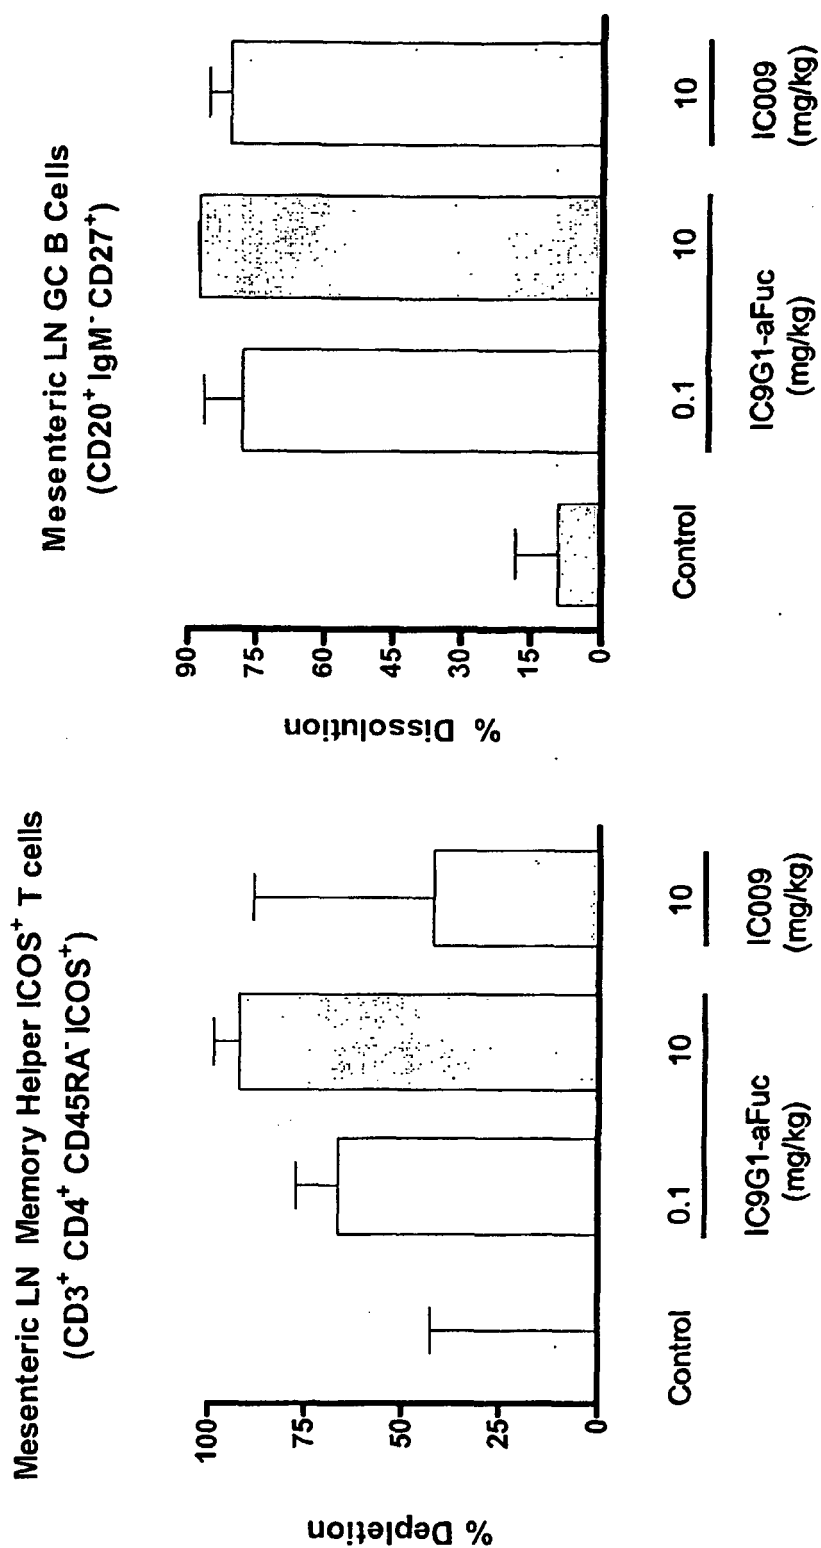 Mesenteric LN Memory Helper ICOS+ T cells
(CD3+ CD4+ CD45RA- ICOS+)
% Depletion
100
75
50
25
0
Control
0.1
10
10
IC9G1-aFuc
(mg/kg)
IC009
(mg/kg)
Mesenteric LN GC B Cells
(CD20+ IgM- CD27+)
% Dissolution
90
75
60
45
30
15
0
Control
0.1
10
10
IC9G1-aFuc
(mg/kg)
IC009
(mg/kg)